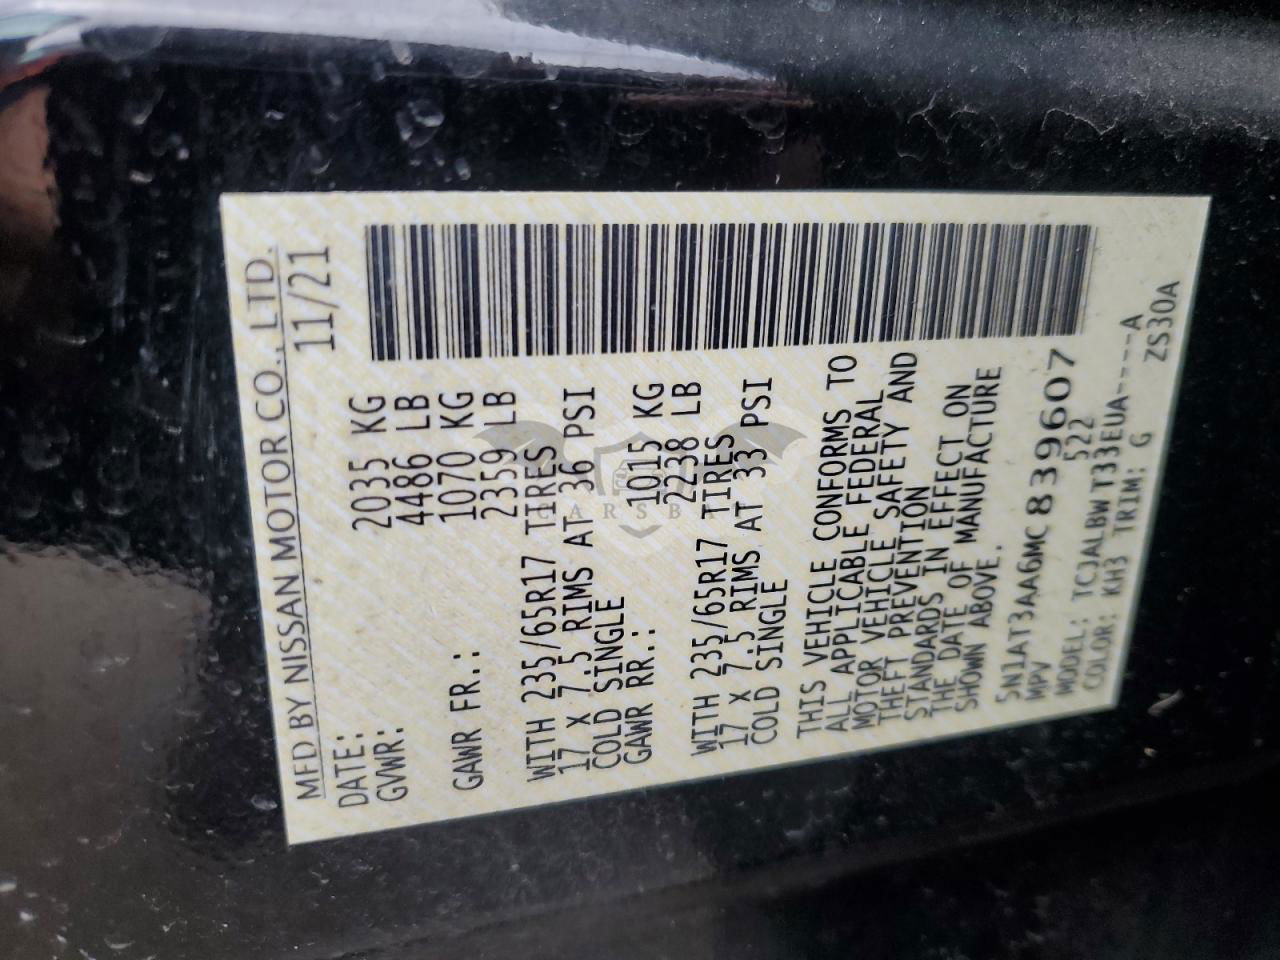 MFD BY NISSAN MOTOR CO., LTD.
DATE: 11/21
GVWR: 2035 KG
4486 LB
GAWR FR.: 1070 KG
2359 LB
WITH 235/65R17 TIRES
17 X 7.5 RIMS AT 36 PSI
COLD SINGLE
GAWR RR.: 1015 KG
2238 LB
WITH 235/65R17 TIRES
17 X 7.5 RIMS AT 33 PSI
COLD SINGLE
THIS VEHICLE CONFORMS TO
ALL APPLICABLE FEDERAL
MOTOR VEHICLE SAFETY AND
THEFT PREVENTION
STANDARDS IN EFFECT ON
THE DATE OF MANUFACTURE
SHOWN ABOVE.
5N1AT3AA6MC839607
MPV 522
MODEL: TCJALBWT33EUA-----A
COLOR: KH3 TRIM: G ZS30A